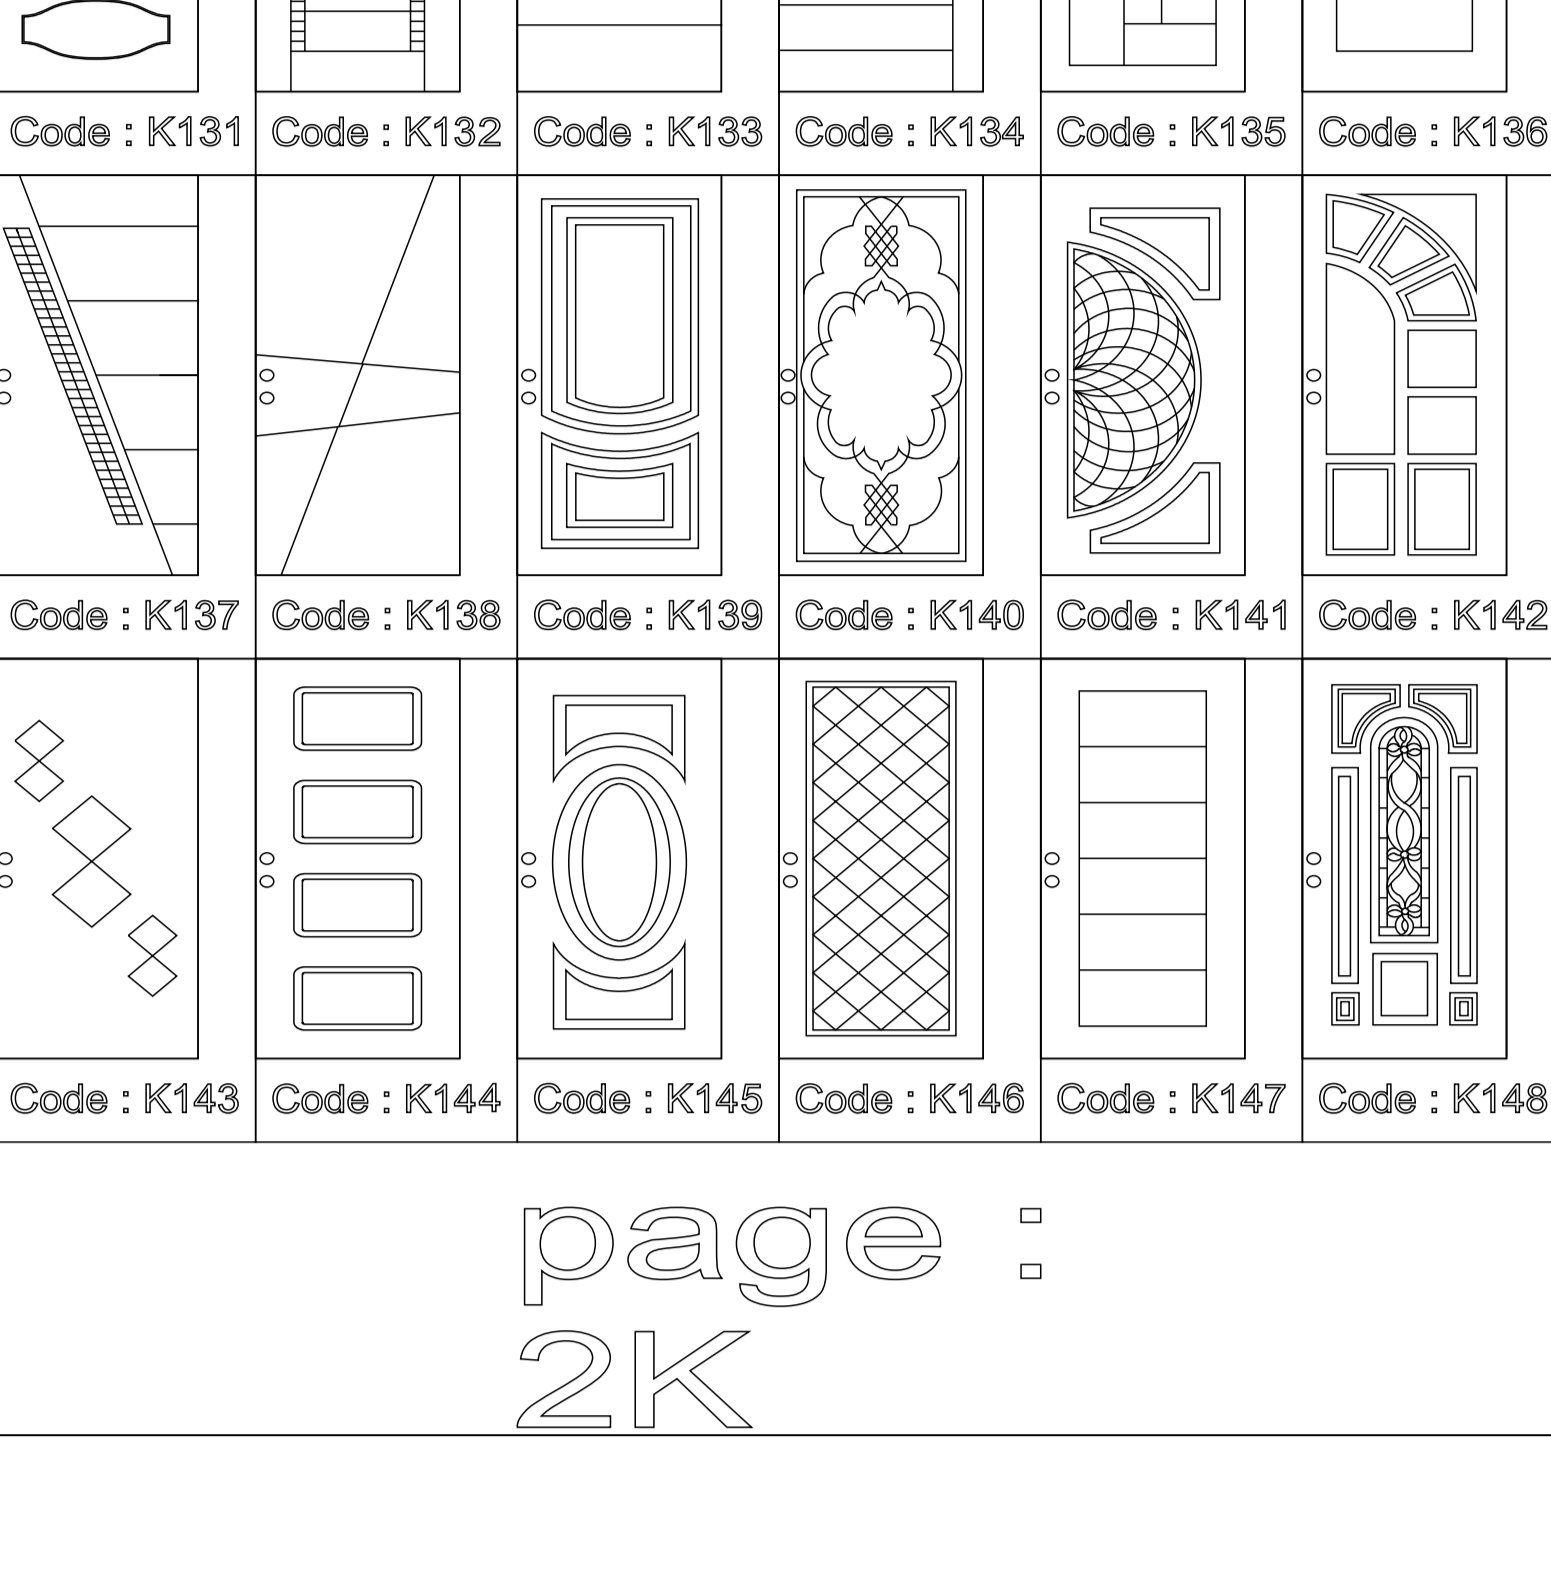 Code : K131 Code : K132 Code : K133 Code : K134 Code : K135 Code : K136
Code : K137 Code : K138 Code : K139 Code : K140 Code : K141 Code : K142
Code : K143 Code : K144 Code : K145 Code : K146 Code : K147 Code : K148
page :
2K